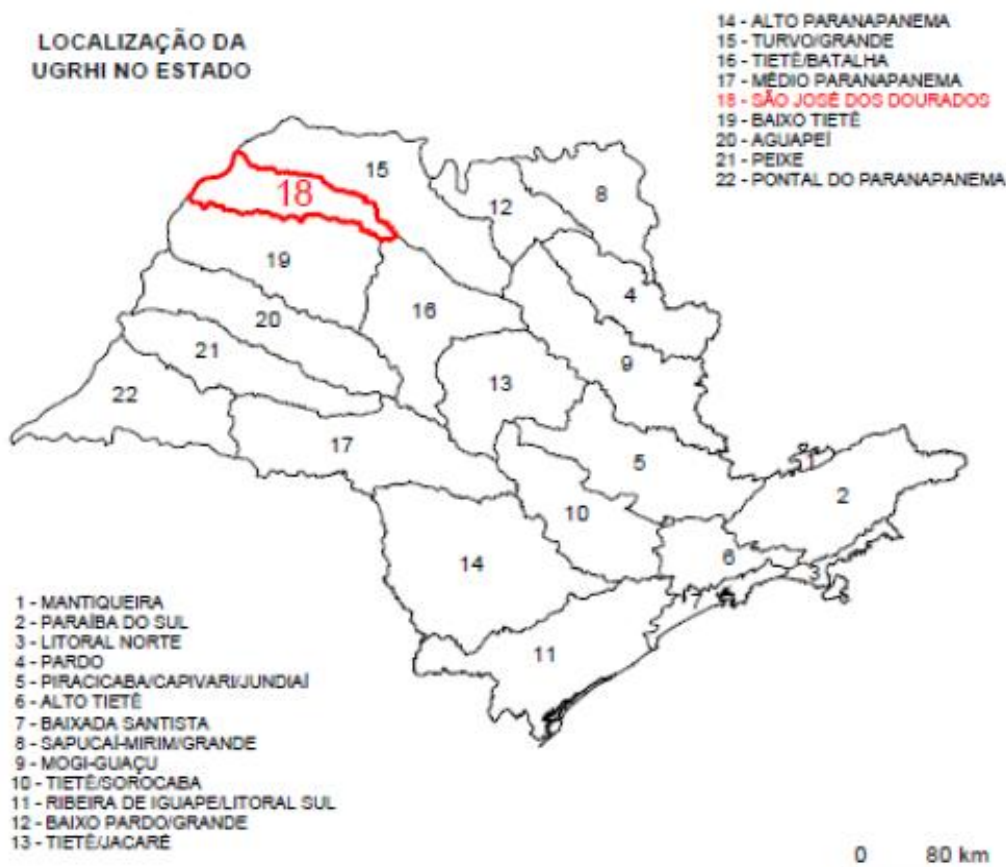 LOCALIZAÇÃO DA
UGRHI NO ESTADO
14 - ALTO PARANAPANEMA
15 - TURVO/GRANDE
16 - TIETÊ/BATALHA
17 - MÉDIO PARANAPANEMA
18 - SÃO JOSÉ DOS DOURADOS
19 - BAIXO TIETÊ
20 - AGUAPEÍ
21 - PEIXE
22 - PONTAL DO PARANAPANEMA
15
18
8
12
19
4
16
20
9
21
13
22
17
5
1
2
10
6
14
3
7
11
1 - MANTIQUEIRA
2 - PARAÍBA DO SUL
3 - LITORAL NORTE
4 - PARDO
5 - PIRACICABA/CAPIVARI/JUNDIAÍ
6 - ALTO TIETÊ
7 - BAIXADA SANTISTA
8 - SAPUCAÍ-MIRIM/GRANDE
9 - MOGI-GUAÇU
10 - TIETÊ/SOROCABA
11 - RIBEIRA DE IGUAPE/LITORAL SUL
12 - BAIXO PARDO/GRANDE
13 - TIETÊ/JACARÉ
0 80 km